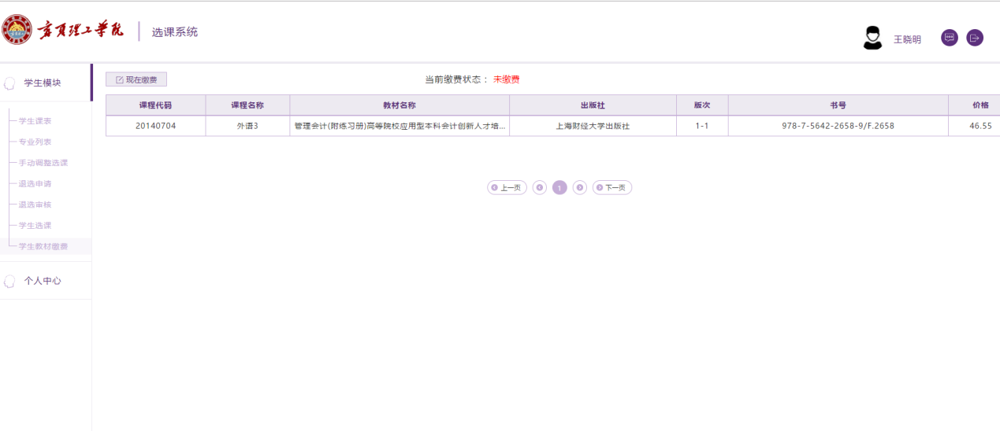 宁夏理工学院 选课系统
王晓明
学生模块
学生课表
专业列表
手动调整选课
退选申请
退选审核
学生选课
学生教材缴费
个人中心
现在缴费 当前缴费状态： 未缴费
课程代码 课程名称 教材名称 出版社 版次 书号 价格
20140704 外语3 管理会计(附练习册)高等院校应用型本科会计创新人才培... 上海财经大学出版社 1-1 978-7-5642-2658-9/F.2658 46.55
上一页 1 下一页